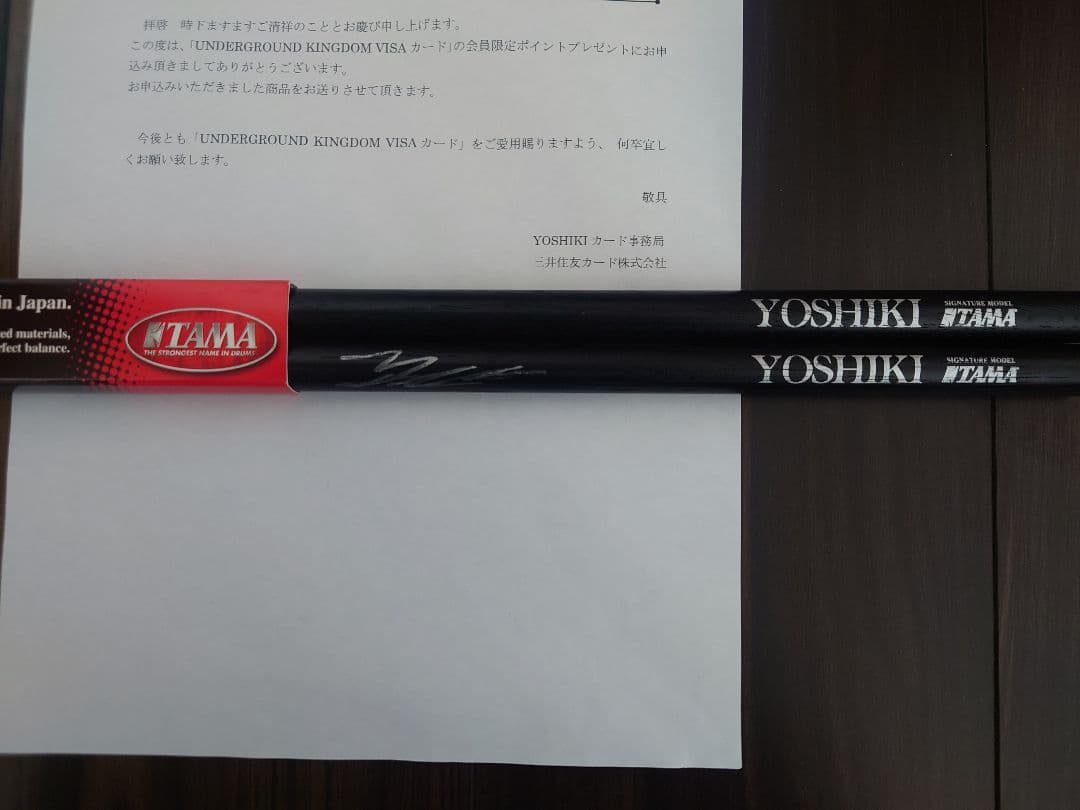 拝啓　時下ますますご清祥のこととお慶び申し上げます。
この度は、「UNDERGROUND KINGDOM VISA カード」の会員限定ポイントプレゼントにお申
込み頂きましてありがとうございます。
お申込みいただきました商品をお送りさせて頂きます。
今後とも「UNDERGROUND KINGDOM VISA カード」をご愛用賜りますよう、 何卒宜し
くお願い致します。
敬具
YOSHIKI カード事務局
三井住友カード株式会社
in Japan.
ed materials,
fect balance.
TAMA
THE STRONGEST NAME IN DRUMS
YOSHIKI SIGNATURE MODEL TAMA
YOSHIKI SIGNATURE MODEL TAMA